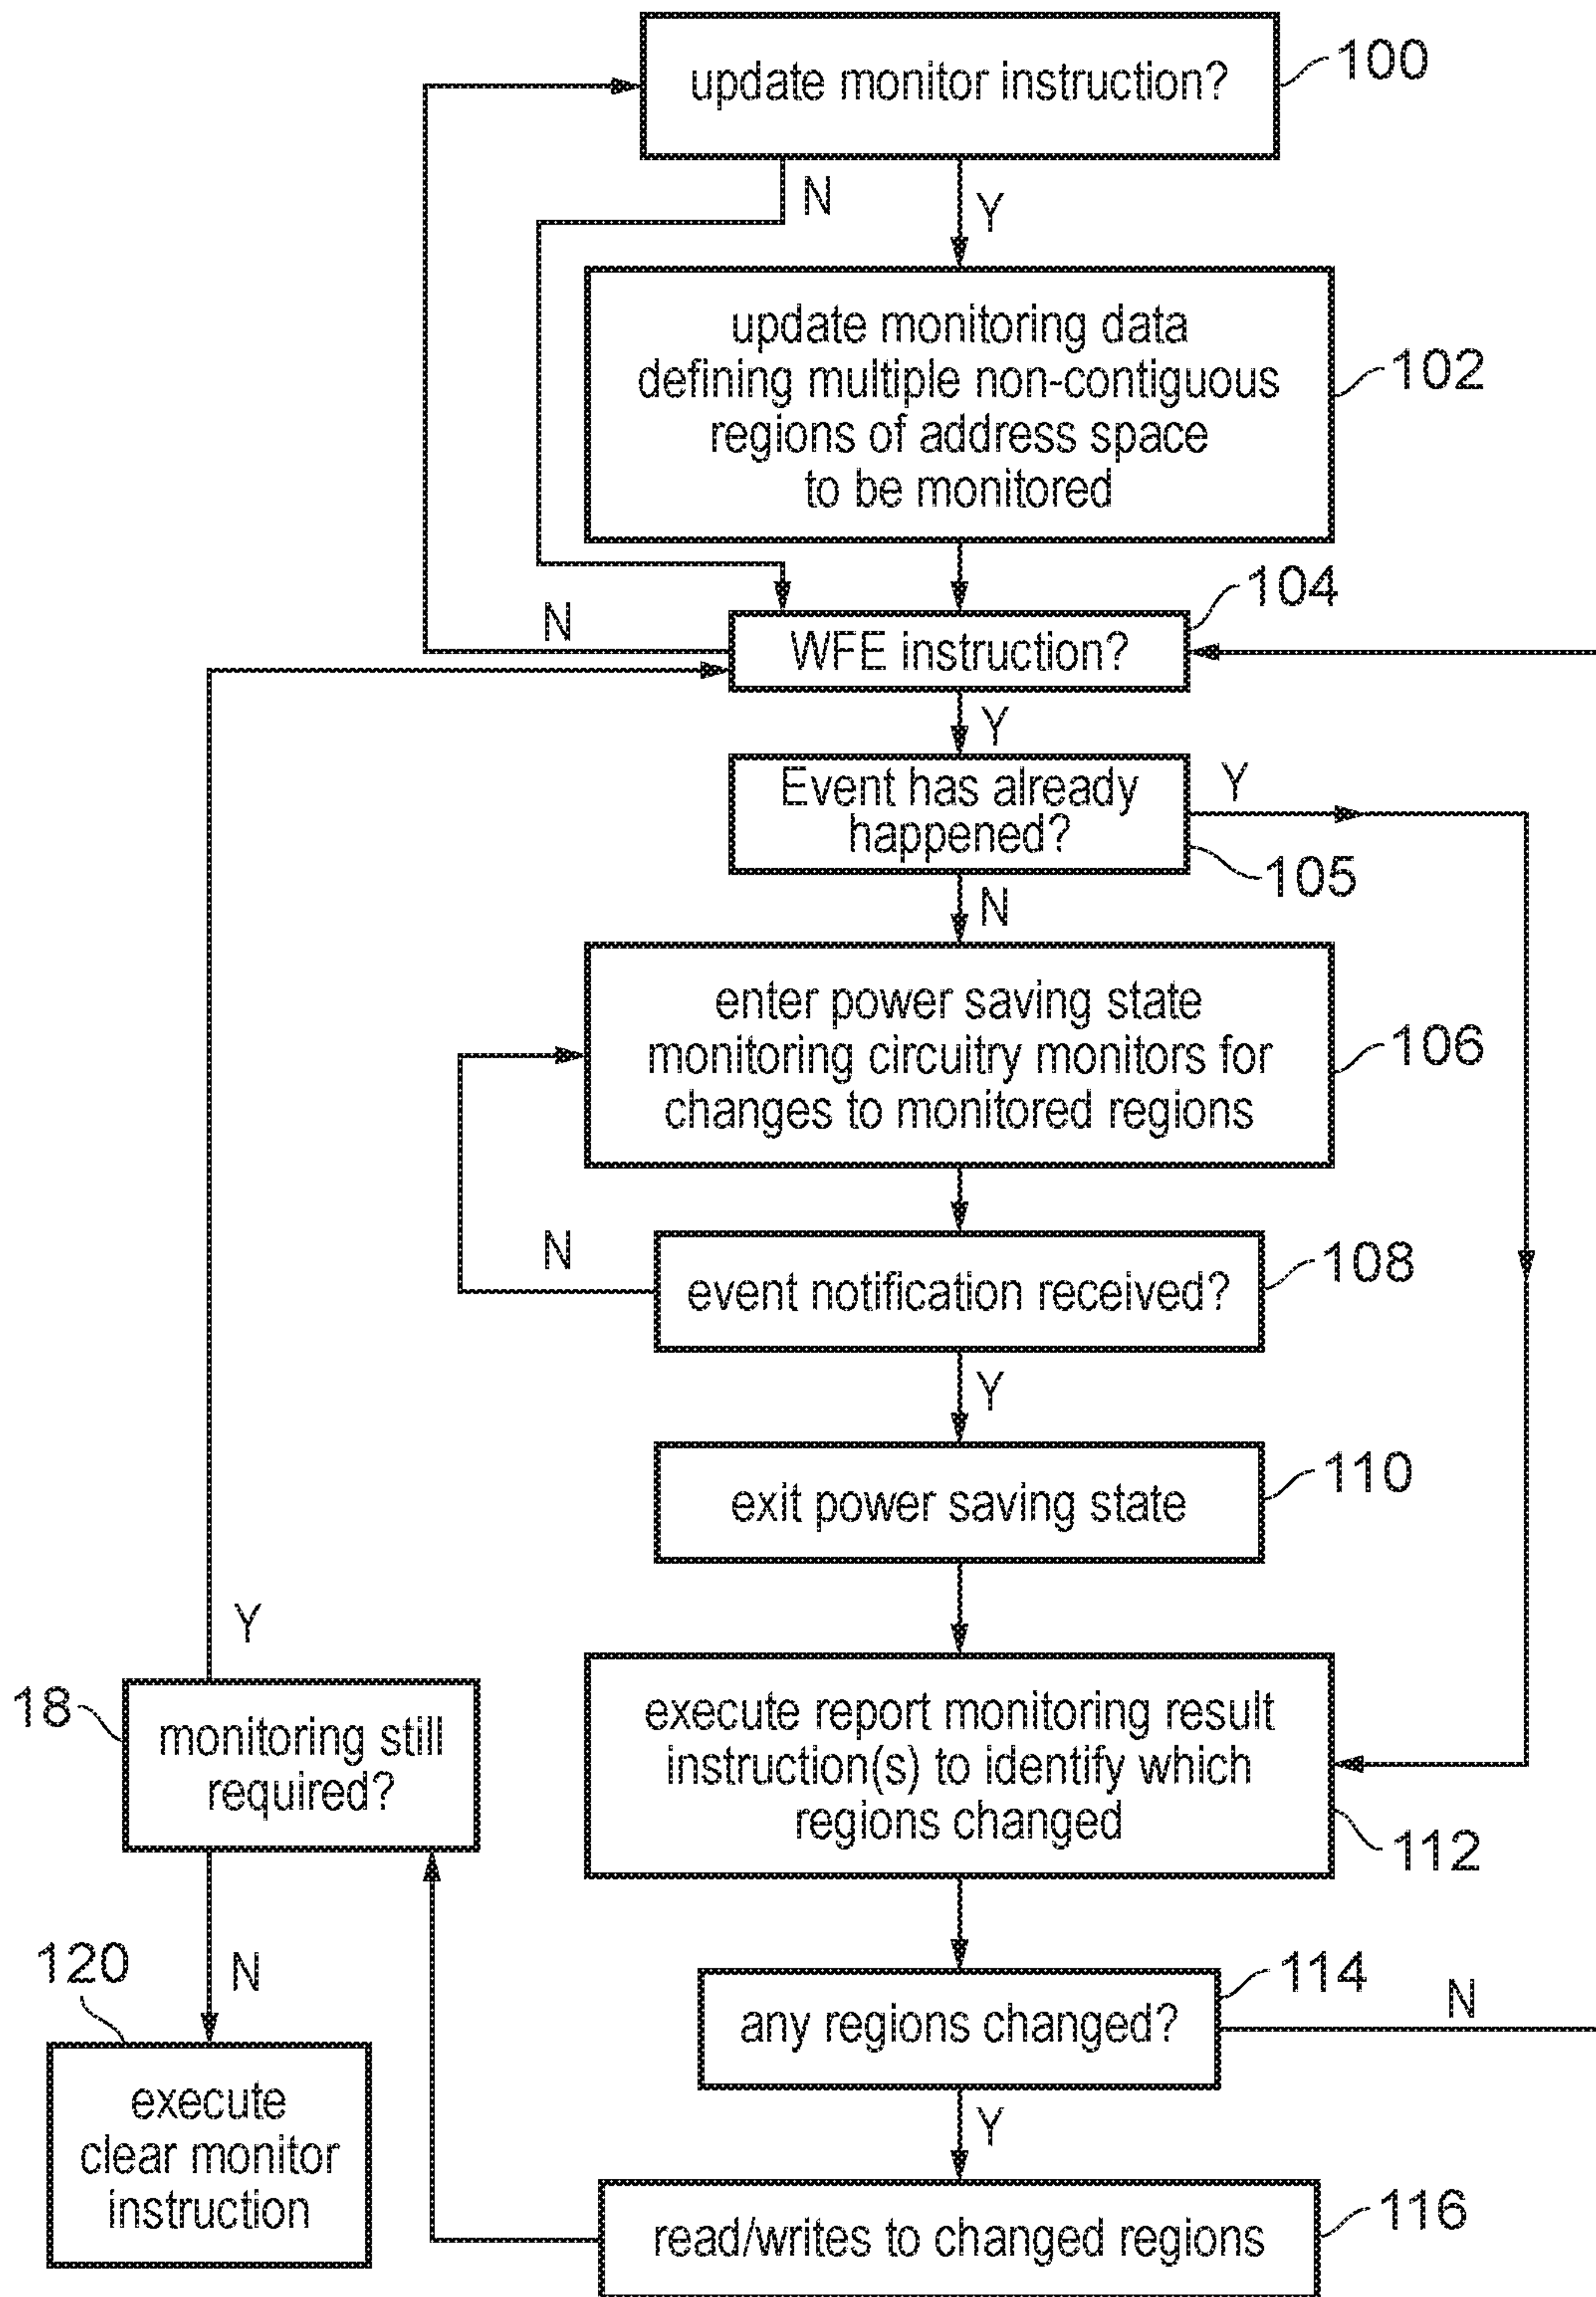 update monitor instruction?
100
N
Y
update monitoring data
defining multiple non-contiguous
regions of address space
to be monitored
102
104
N
WFE instruction?
Y
Event has already
happened?
Y
105
N
enter power saving state
monitoring circuitry monitors for
changes to monitored regions
106
N
event notification received?
108
Y
exit power saving state
110
Y
18
monitoring still
required?
execute report monitoring result
instruction(s) to identify which
regions changed
112
120
N
any regions changed?
114
N
Y
execute
clear monitor
instruction
read/writes to changed regions
116